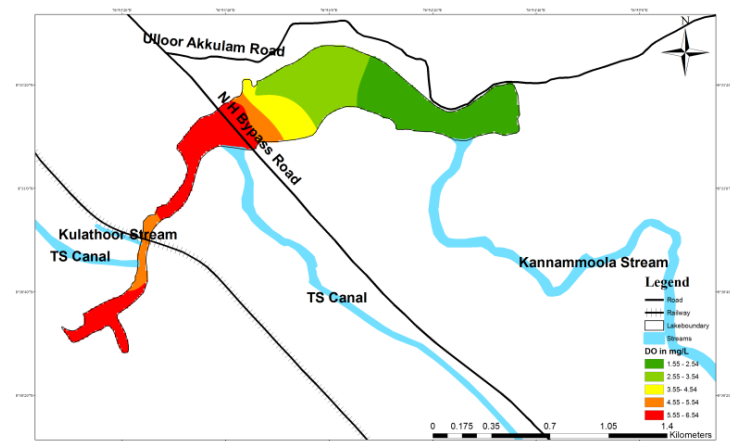 N
Ulloor Akkulam Road
N H Bypass Road
Kulathoor Stream
TS Canal
TS Canal
Kannammoola Stream
Legend
Road
Railway
Lakeboundary
Streams
DO in mg/L
1.55 - 2.54
2.55 - 3.54
3.55- 4.54
4.55 - 5.54
5.55 - 6.54
0 0.175 0.35 0.7 1.05 1.4
Kilometers